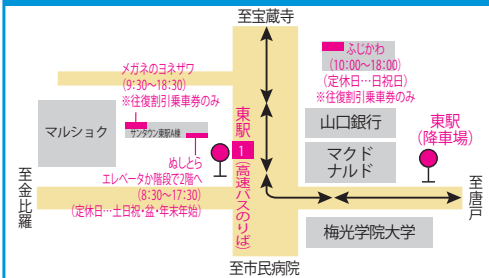 至宝蔵寺
メガネのヨネザワ
(9:30〜18:30)
※往復割引乗車券のみ
ふじかわ
(10:00〜18:00)
(定休日…日祝日)
※往復割引乗車券のみ
マルショク
サンタウン東駅A棟
ぬしとら
エレベータか階段で2階へ
(8:30〜17:30)
(定休日…土日祝・盆・年末年始)
東駅
1
(高速バスのりば)
山口銀行
マクド
ナルド
東駅
(降車場)
至金比羅
至唐戸
梅光学院大学
至市民病院